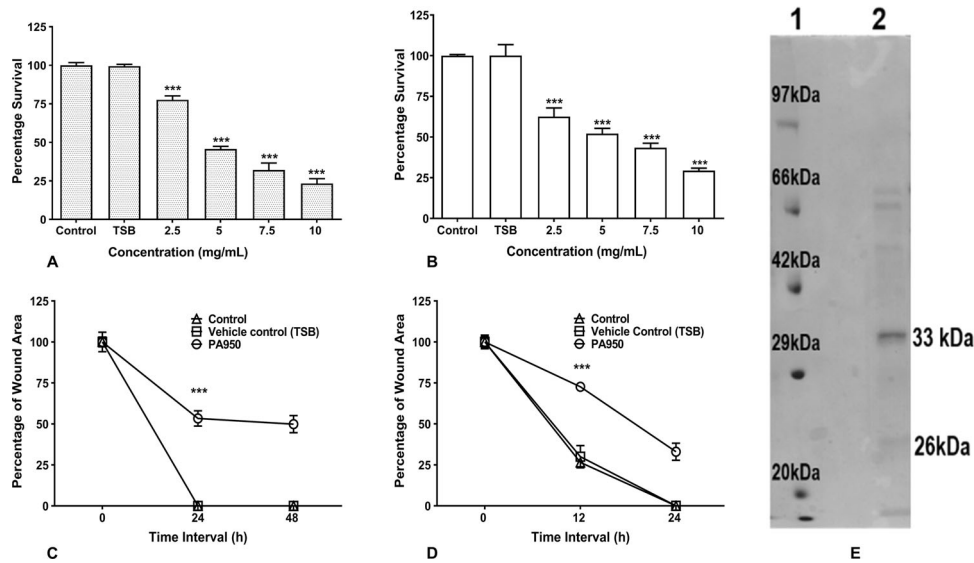 125
100
75
50
25
0
Percentage Survival
***
***
***
***
Control TSB 2.5 5 7.5 10
Concentration (mg/mL)
A
125
100
75
50
25
0
Percentage Survival
***
***
***
***
Control TSB 2.5 5 7.5 10
Concentration (mg/mL)
B
125
100
75
50
25
0
Percentage of Wound Area
Control
Vehicle control (TSB)
PA950
***
0 24 48
Time Interval (h)
C
125
100
75
50
25
0
Percentage of Wound Area
Control
Vehicle Control (TSB)
PA950
***
0 12 24
Time Interval (h)
D
1 2
97kDa
66kDa
42kDa
29kDa
20kDa
33 kDa
26kDa
E